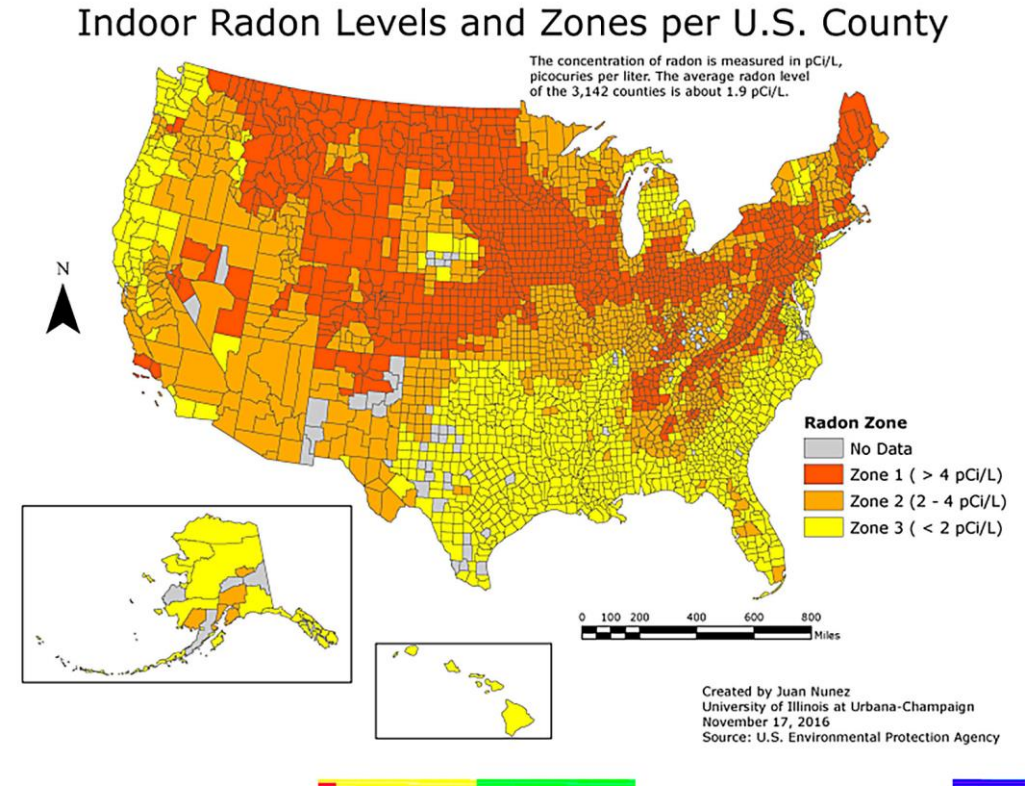 Indoor Radon Levels and Zones per U.S. County
The concentration of radon is measured in pCi/L,
picocuries per liter. The average radon level
of the 3,142 counties is about 1.9 pCi/L.
N
Radon Zone
No Data
Zone 1 ( > 4 pCi/L)
Zone 2 (2 - 4 pCi/L)
Zone 3 ( < 2 pCi/L)
0 100 200 400 600 800
Miles
Created by Juan Nunez
University of Illinois at Urbana-Champaign
November 17, 2016
Source: U.S. Environmental Protection Agency